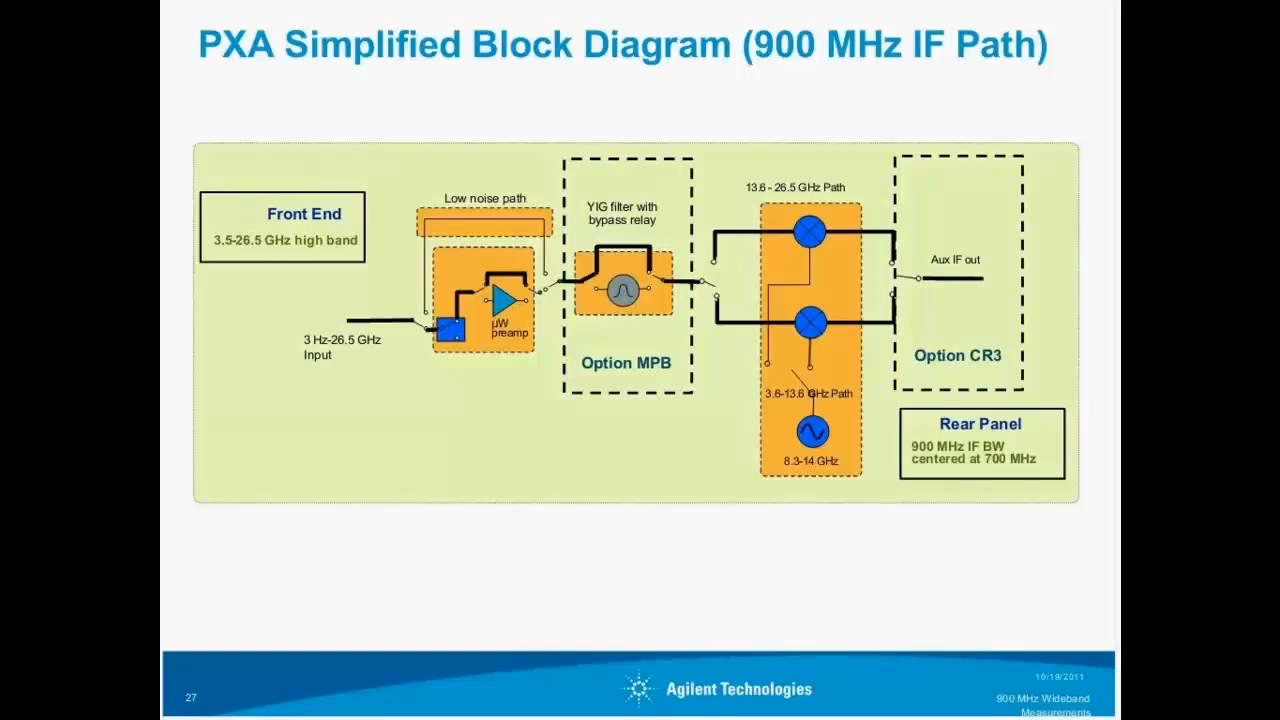 PXA Simplified Block Diagram (900 MHz IF Path)
Front End
3.5-26.5 GHz high band
Low noise path
µW
preamp
3 Hz-26.5 GHz
Input
YIG filter with
bypass relay
Option MPB
13.6 - 26.5 GHz Path
3.6-13.6 GHz Path
8.3-14 GHz
Aux IF out
Option CR3
Rear Panel
900 MHz IF BW
centered at 700 MHz
27
Agilent Technologies
10/18/2011
900 MHz Wideband
Measurements